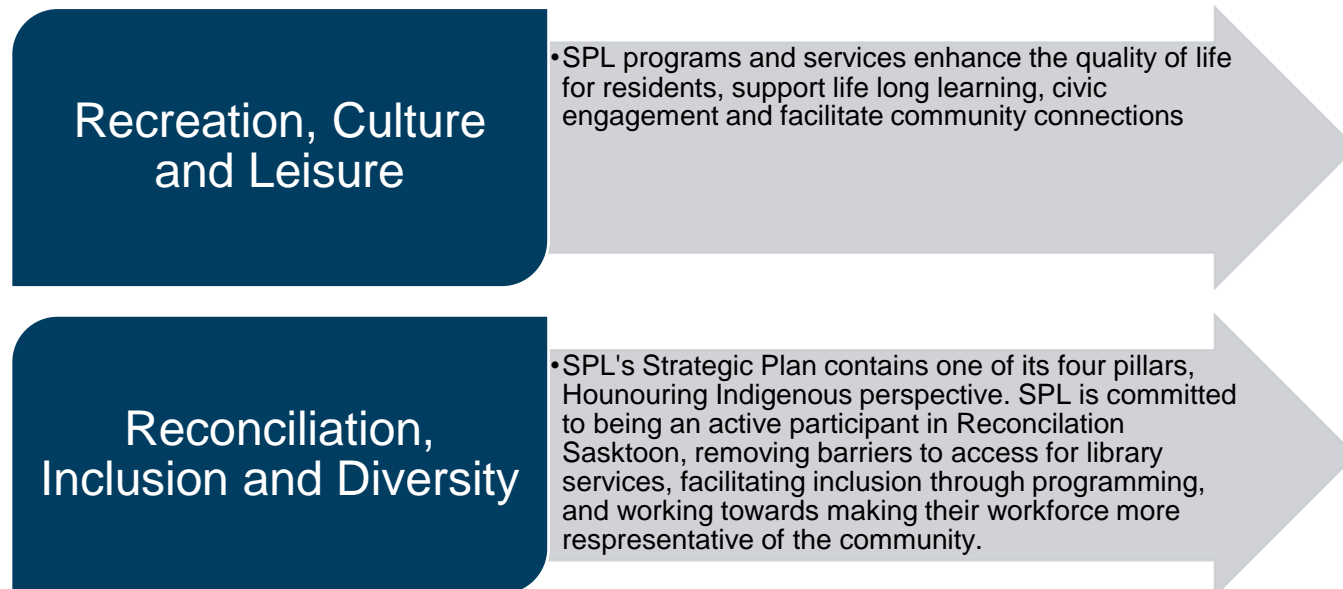 Recreation, Culture
and Leisure
•SPL programs and services enhance the quality of life
for residents, support life long learning, civic
engagement and facilitate community connections
Reconciliation,
Inclusion and Diversity
•SPL's Strategic Plan contains one of its four pillars,
Hounouring Indigenous perspective. SPL is committed
to being an active participant in Reconcilation
Sasktoon, removing barriers to access for library
services, facilitating inclusion through programming,
and working towards making their workforce more
respresentative of the community.